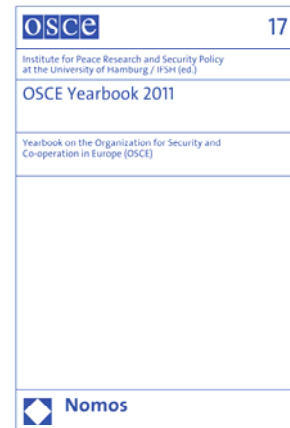 osce 17
Institute for Peace Research and Security Policy
at the University of Hamburg / IFSH (ed.)
OSCE Yearbook 2011
Yearbook on the Organization for Security and
Co-operation in Europe (OSCE)
Nomos